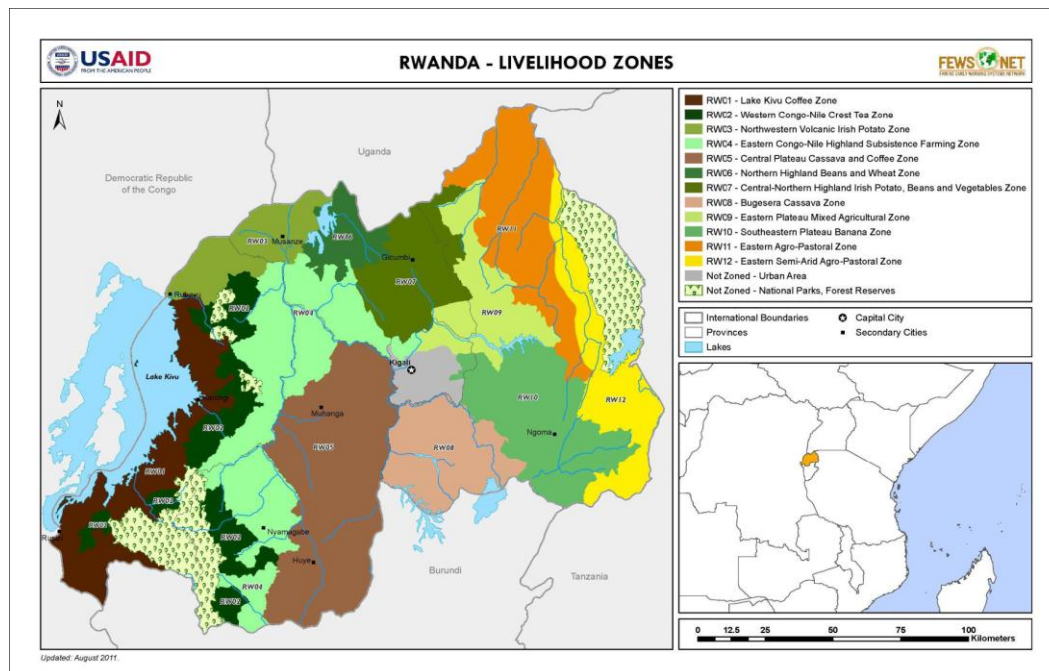 USAID
FROM THE AMERICAN PEOPLE
RWANDA - LIVELIHOOD ZONES
FEWS NET
FAMINE EARLY WARNING SYSTEMS NETWORK
N
Uganda
Democratic Republic
of the Congo
RW11
RW06
Musanze
RW03
Gicumbi
RW07
RW02
RW04
RW09
Lake Kivu
Kigali
RW10
RW12
Muhanga
Ngoma
RW02
RW05
RW08
RW01
RW02
RW02
RW02
Nyamagabe
Huye
RW04
RW02
Burundi
Tanzania
Updated: August 2011.
RW01 - Lake Kivu Coffee Zone
RW02 - Western Congo-Nile Crest Tea Zone
RW03 - Northwestern Volcanic Irish Potato Zone
RW04 - Eastern Congo-Nile Highland Subsistence Farming Zone
RW05 - Central Plateau Cassava and Coffee Zone
RW06 - Northern Highland Beans and Wheat Zone
RW07 - Central-Northern Highland Irish Potato, Beans and Vegetables Zone
RW08 - Bugesera Cassava Zone
RW09 - Eastern Plateau Mixed Agricultural Zone
RW10 - Southeastern Plateau Banana Zone
RW11 - Eastern Agro-Pastoral Zone
RW12 - Eastern Semi-Arid Agro-Pastoral Zone
Not Zoned - Urban Area
Not Zoned - National Parks, Forest Reserves
International Boundaries
Provinces
Lakes
Capital City
Secondary Cities
0 12.5 25 50 75 100
Kilometers